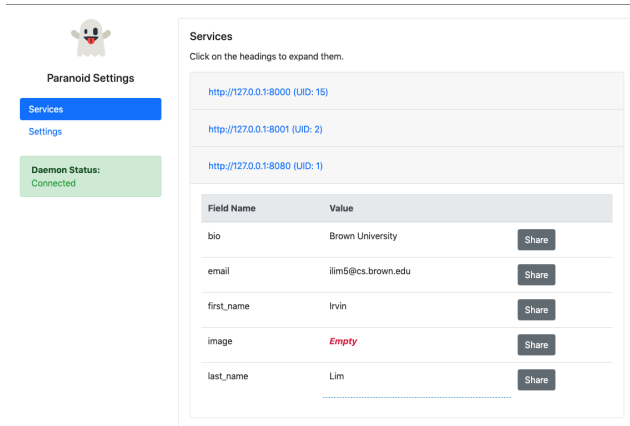 Paranoid Settings
Services
Settings
Daemon Status:
Connected
Services
Click on the headings to expand them.
http://127.0.0.1:8000 (UID: 15)
http://127.0.0.1:8001 (UID: 2)
http://127.0.0.1:8080 (UID: 1)
Field Name Value
bio Brown University Share
email ilim5@cs.brown.edu Share
first_name Irvin Share
image Empty Share
last_name Lim Share